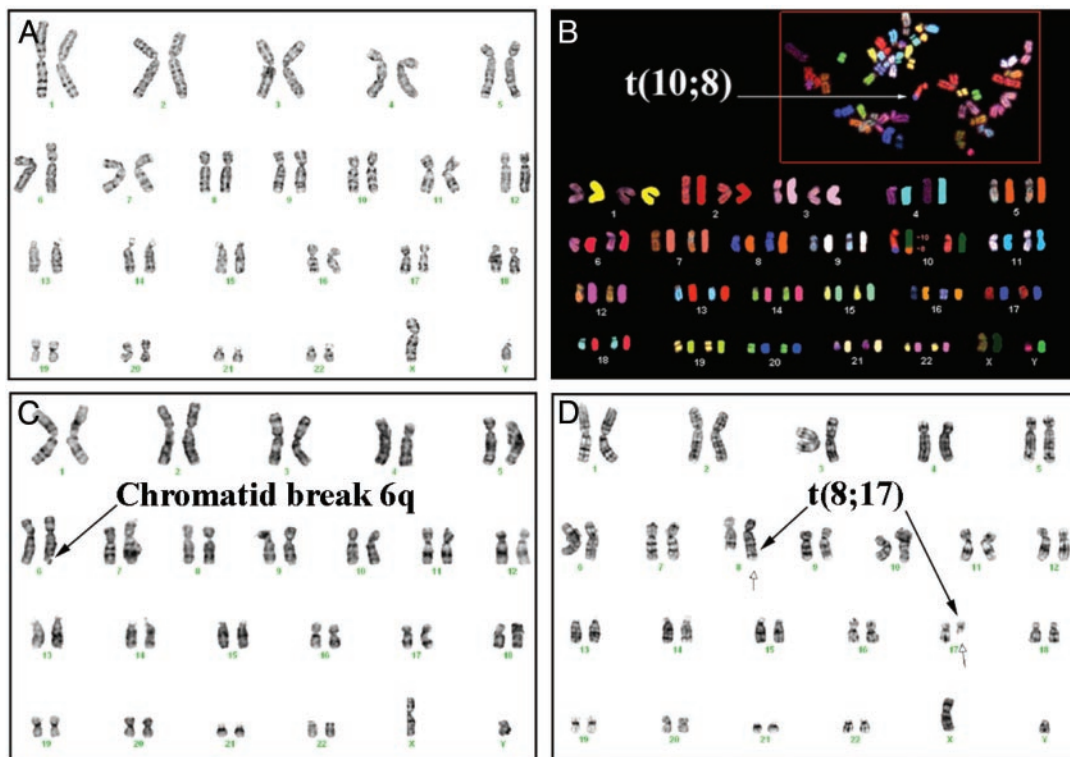 A
1 2 3 4 5
6 7 8 9 10 11 12
13 14 15 16 17 18
19 20 21 22 X Y
B
t(10;8)
1 2 3 4 5
6 7 8 9 10 11
12 13 14 15 16 17
18 19 20 21 22 X Y
C
1 2 3 4 5
Chromatid break 6q
6 7 8 9 10 11 12
13 14 15 16 17 18
19 20 21 22 X Y
D
1 2 3 4 5
t(8;17)
6 7 8 9 10 11 12
13 14 15 16 17 18
19 20 21 22 X Y